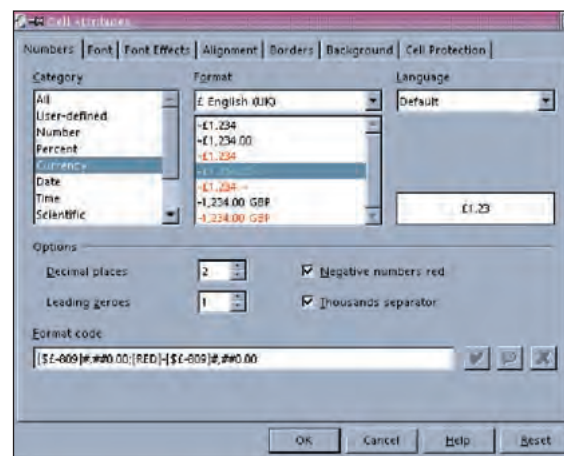 Cell Attributes
Numbers Font Font Effects Alignment Borders Background Cell Protection
Category Format Language
All
User-defined
Number
Percent
Currency
Date
Time
Scientific
£ English (UK)
-£1,234
-£1,234.00
-£1,234
-£1,234.--
-1,234.00 GBP
-1,234.00 GBP
Default
£1.23
Options
Decimal places 2 Negative numbers red
Leading zeroes 1 Thousands separator
Format code
[$£-809]#,##0.00;[RED]-[$£-809]#,##0.00
OK Cancel Help Reset